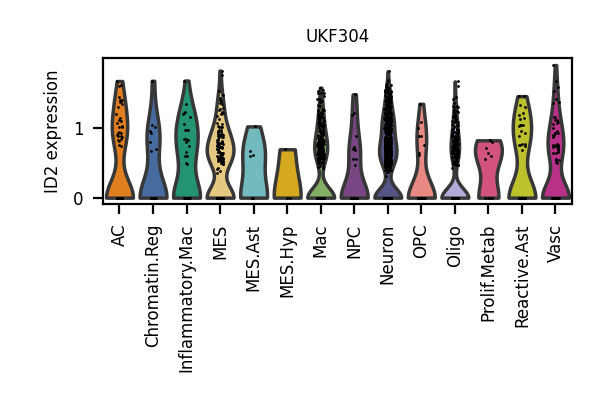 UKF304
ID2 expression
1
0
AC
Chromatin.Reg
Inflammatory.Mac
MES
MES.Ast
MES.Hyp
Mac
NPC
Neuron
OPC
Oligo
Prolif.Metab
Reactive.Ast
Vasc